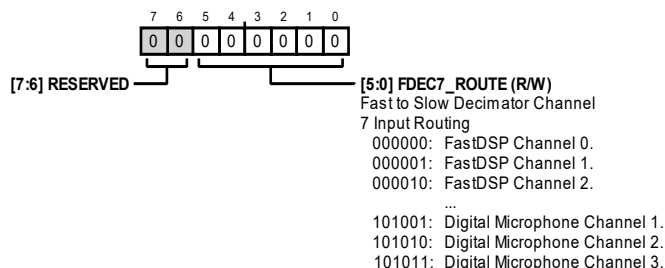 7 6 5 4 3 2 1 0
0 0 0 0 0 0 0 0
[7:6] RESERVED
[5:0] FDEC7_ROUTE (R/W)
Fast to Slow Decimator Channel
7 Input Routing
000000: FastDSP Channel 0.
000001: FastDSP Channel 1.
000010: FastDSP Channel 2.
...
101001: Digital Microphone Channel 1.
101010: Digital Microphone Channel 2.
101011: Digital Microphone Channel 3.